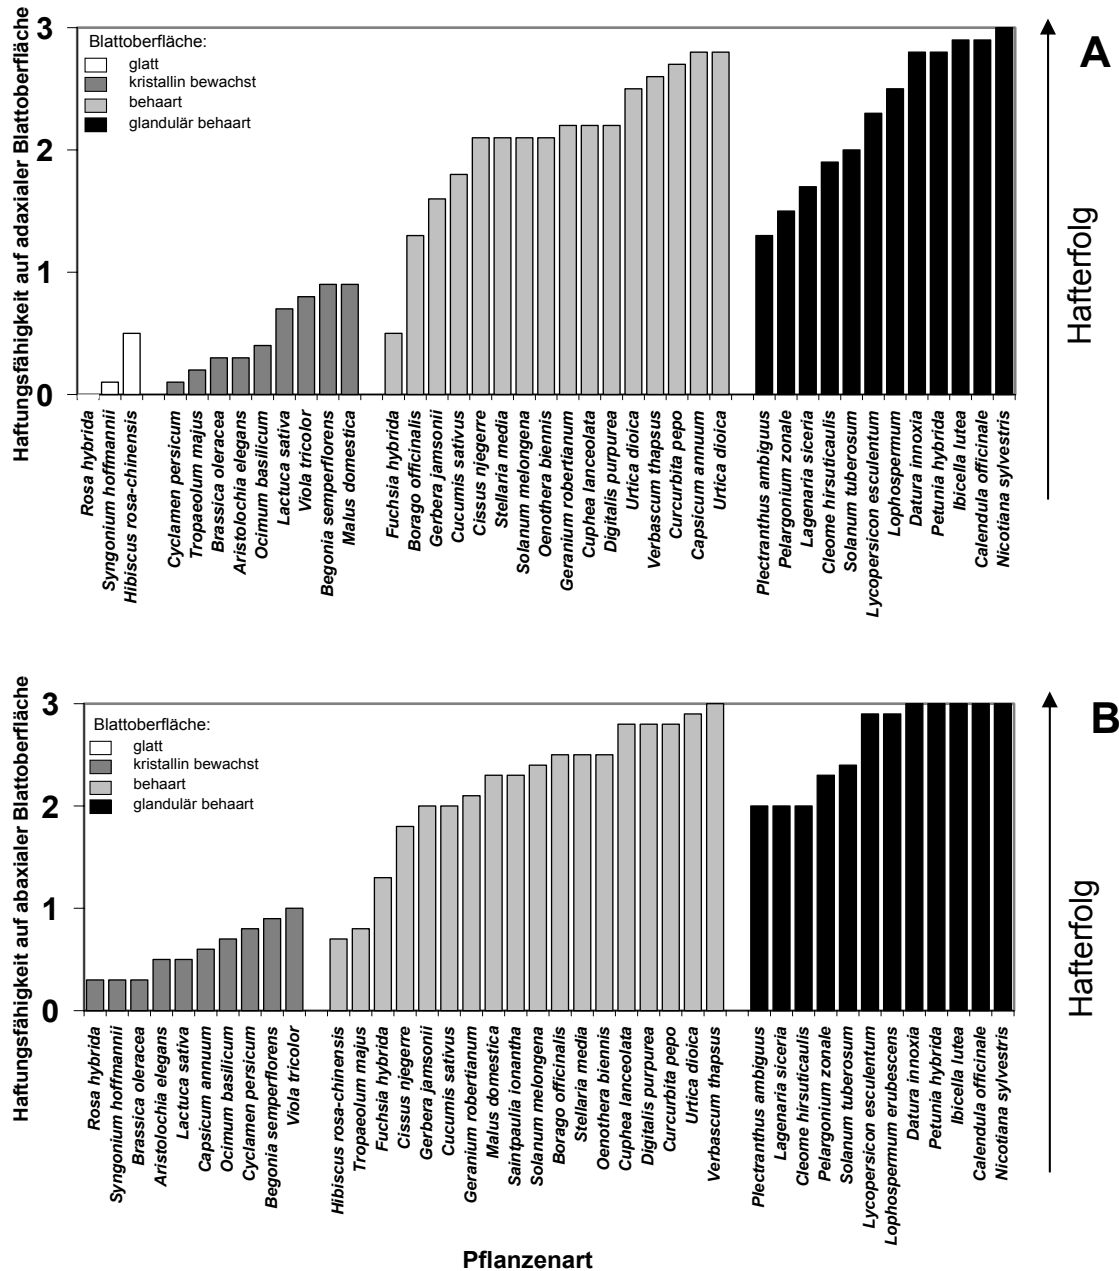 A
Haftungsfähigkeit auf adaxialer Blattoberfläche
3
2
1
0
Blattoberfläche:
glatt
kristallin bewachst
behaart
glandulär behaart
Hafterfolg
Rosa hybrida
Syngonium hoffmannii
Hibiscus rosa-chinensis
Cyclamen persicum
Tropaeolum majus
Brassica oleracea
Aristolochia elegans
Ocimum basilicum
Lactuca sativa
Viola tricolor
Begonia semperflorens
Malus domestica
Fuchsia hybrida
Borago officinalis
Gerbera jamsonii
Cucumis sativus
Cissus njegerre
Stellaria media
Solanum melongena
Oenothera biennis
Geranium robertianum
Cuphea lanceolata
Digitalis purpurea
Urtica dioica
Verbascum thapsus
Curcurbita pepo
Capsicum annuum
Urtica dioica
Plectranthus ambiguus
Pelargonium zonale
Lagenaria siceria
Cleome hirsuticaulis
Solanum tuberosum
Lycopersicon esculentum
Lophospermum
Datura innoxia
Petunia hybrida
Ibicella lutea
Calendula officinale
Nicotiana sylvestris
B
Haftungsfähigkeit auf abaxialer Blattoberfläche
3
2
1
0
Blattoberfläche:
glatt
kristallin bewachst
behaart
glandulär behaart
Hafterfolg
Rosa hybrida
Syngonium hoffmannii
Brassica oleracea
Aristolochia elegans
Lactuca sativa
Capsicum annuum
Ocimum basilicum
Cyclamen persicum
Begonia semperflorens
Viola tricolor
Hibiscus rosa-chinensis
Tropaeolum majus
Fuchsia hybrida
Cissus njegerre
Gerbera jamsonii
Cucumis sativus
Geranium robertianum
Malus domestica
Saintpaulia ionantha
Solanum melongena
Borago officinalis
Stellaria media
Oenothera biennis
Cuphea lanceolata
Digitalis purpurea
Curcurbita pepo
Urtica dioica
Verbascum thapsus
Plectranthus ambiguus
Lagenaria siceria
Cleome hirsuticaulis
Pelargonium zonale
Solanum tuberosum
Lycopersicon esculentum
Lophospermum erubescens
Datura innoxia
Petunia hybrida
Ibicella lutea
Calendula officinale
Nicotiana sylvestris
Pflanzenart